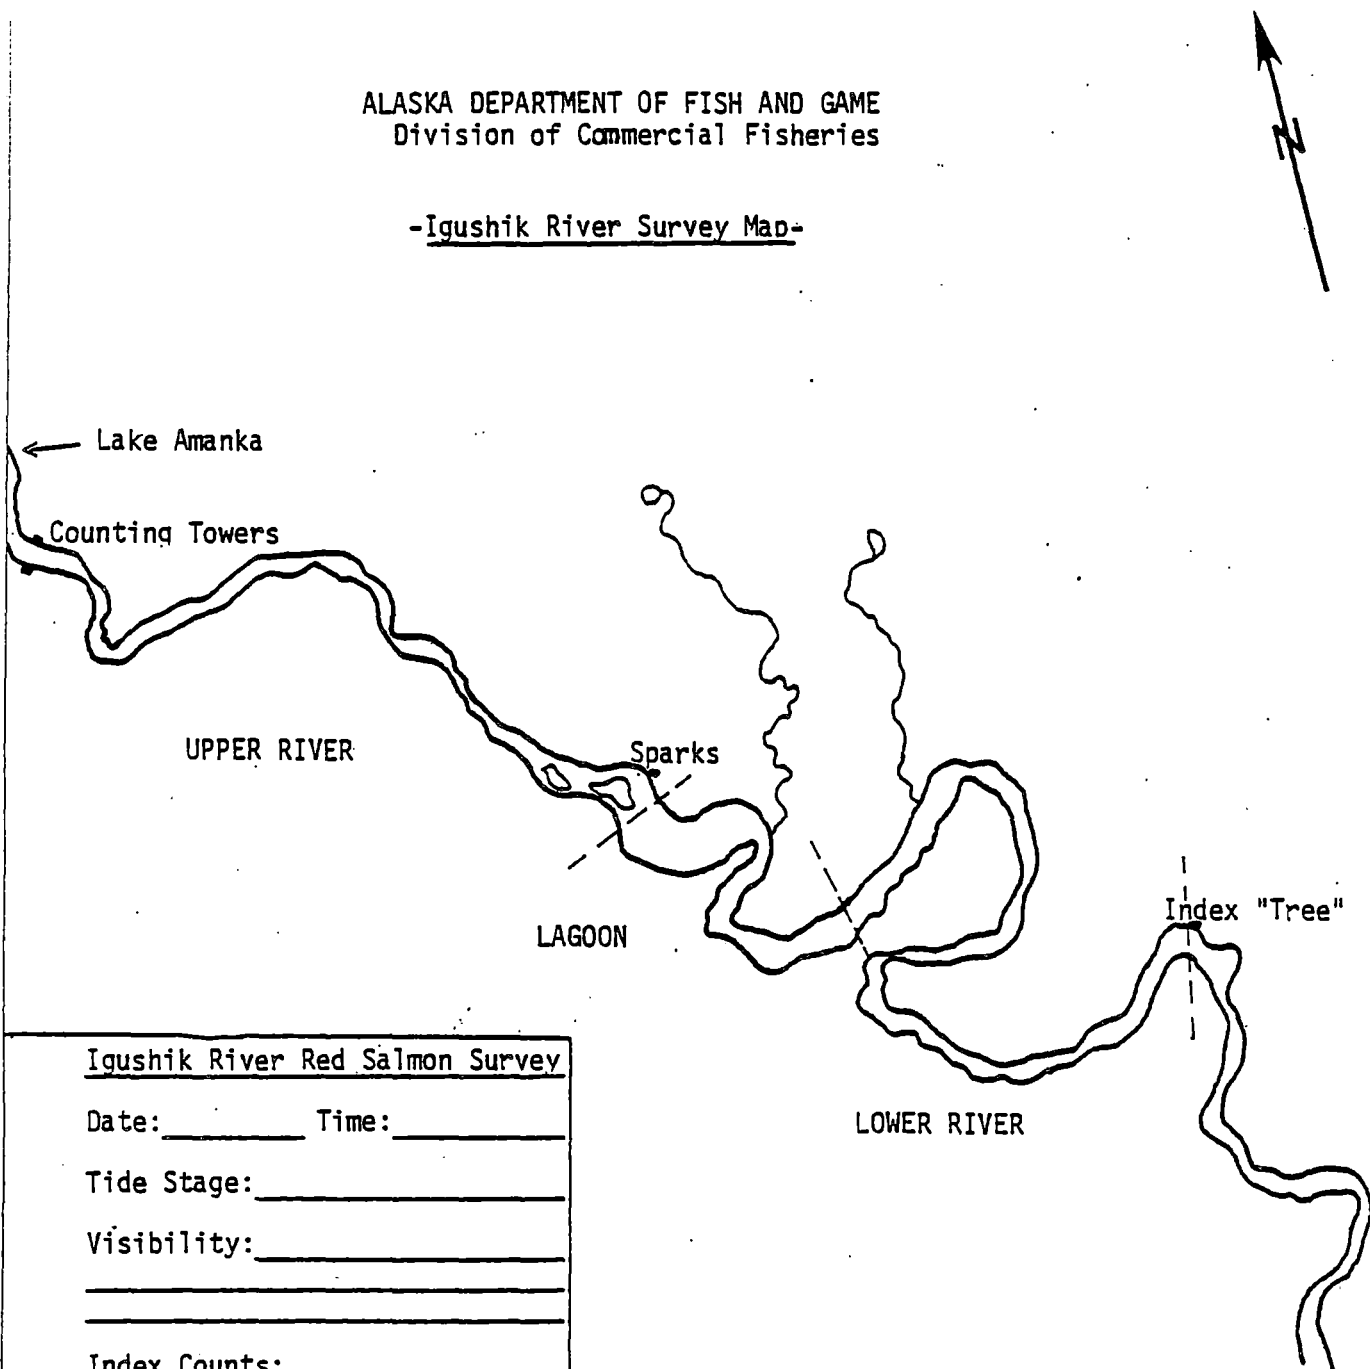 ALASKA DEPARTMENT OF FISH AND GAME
Division of Commercial Fisheries
-Igushik River Survey Map-
N
Lake Amanka
Counting Towers
UPPER RIVER
Sparks
LAGOON
Index "Tree"
LOWER RIVER
Igushik River Red Salmon Survey
Date: Time:
Tide Stage:
Visibility:
Index Counts: